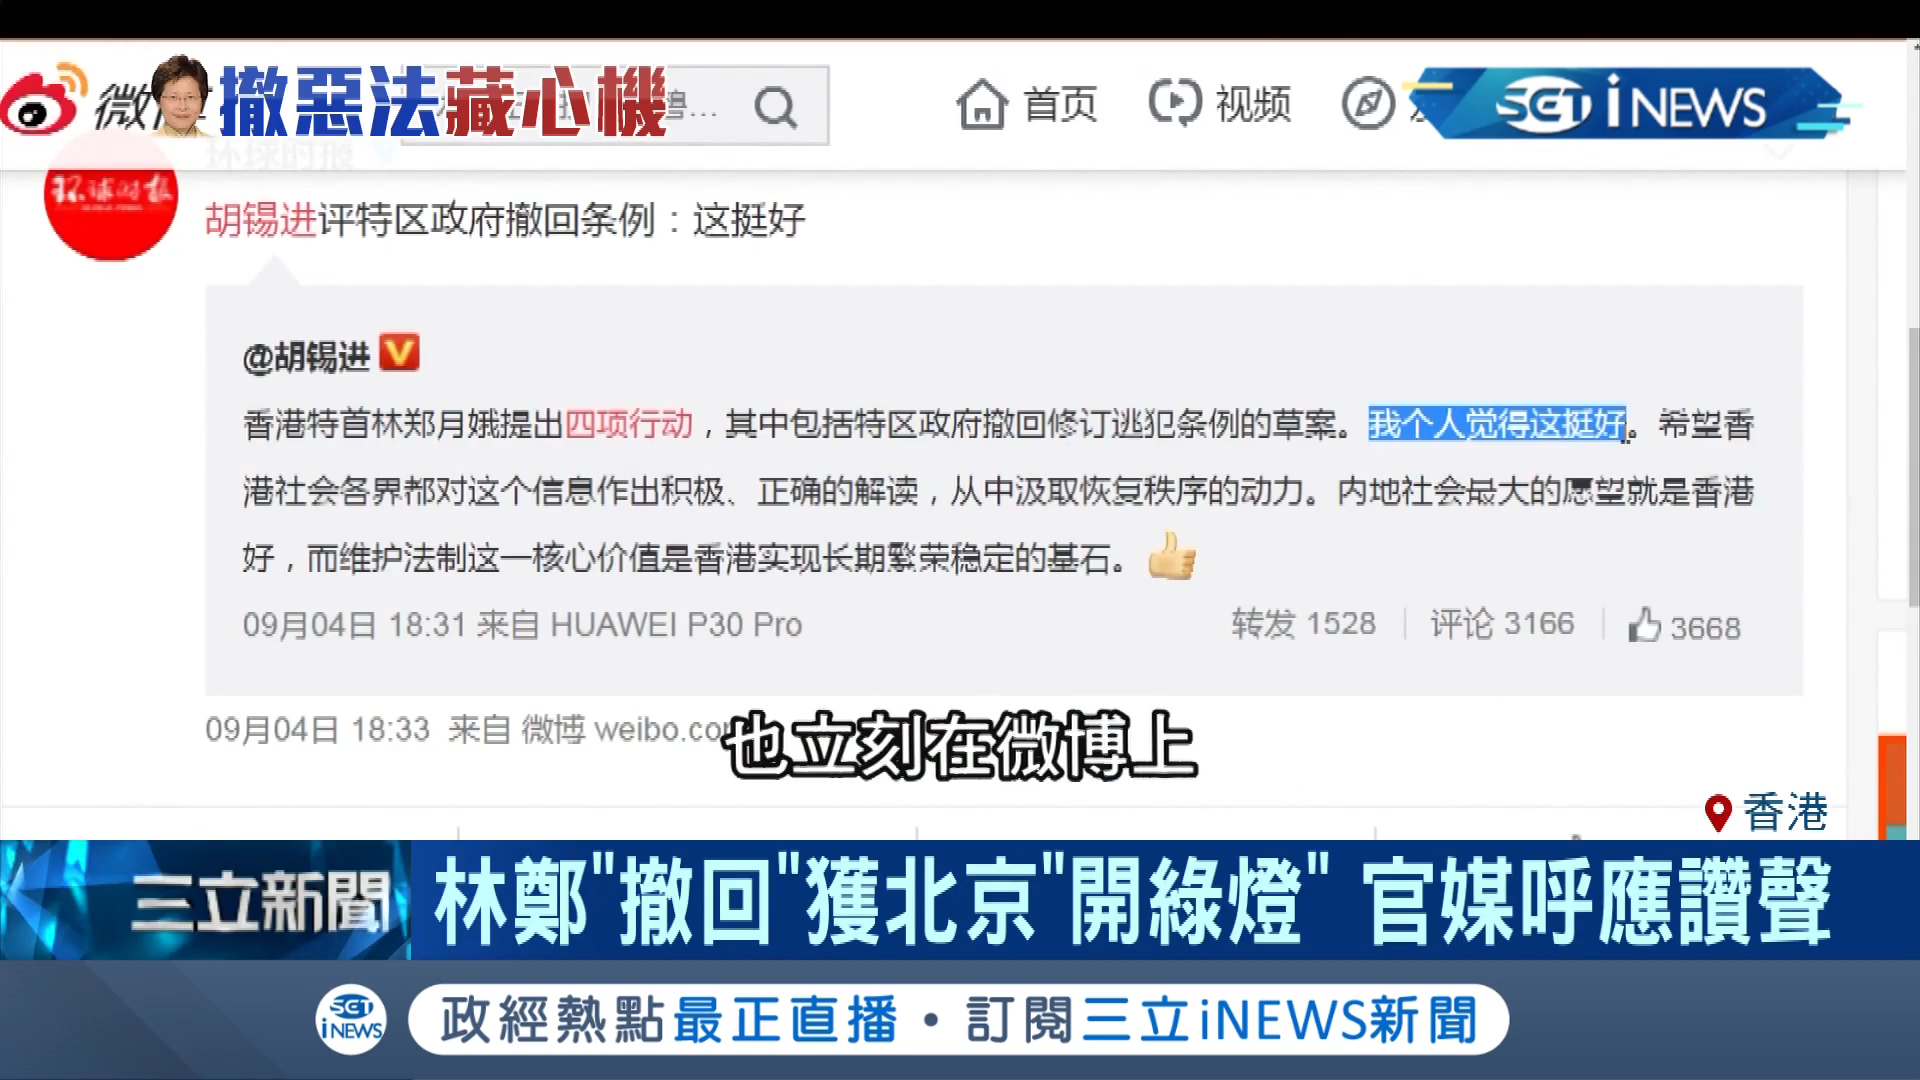 微
撤惡法藏心機
首页
视频
SET iNEWS
环球时报
环球时报
胡锡进评特区政府撤回条例：这挺好
@胡锡进 V
香港特首林郑月娥提出四项行动，其中包括特区政府撤回修订逃犯条例的草案。我个人觉得这挺好。希望香
港社会各界都对这个信息作出积极、正确的解读，从中汲取恢复秩序的动力。内地社会最大的愿望就是香港
好，而维护法制这一核心价值是香港实现长期繁荣稳定的基石。
09月04日 18:31 来自 HUAWEI P30 Pro
转发 1528
评论 3166
3668
09月04日 18:33 来自 微博 weibo.co
也立刻在微博上
香港
三立新聞
林鄭"撤回"獲北京"開綠燈" 官媒呼應讚聲
SET iNEWS
政經熱點最正直播・訂閱三立iNEWS新聞